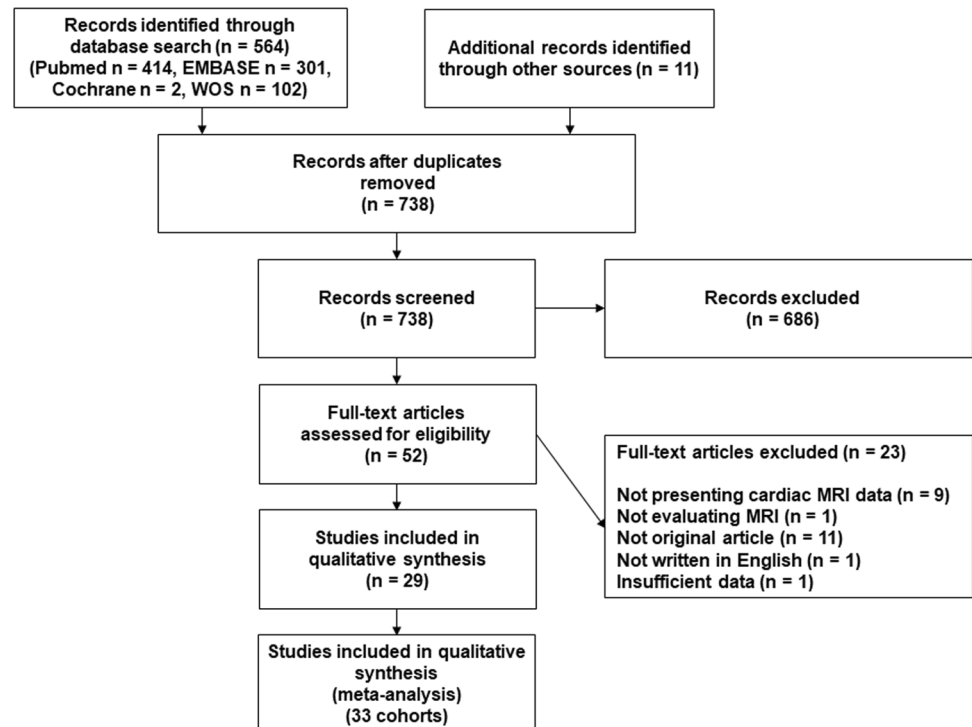 Records identified through
database search (n = 564)
(Pubmed n = 414, EMBASE n = 301,
Cochrane n = 2, WOS n = 102)
Additional records identified
through other sources (n = 11)
Records after duplicates
removed
(n = 738)
Records screened
(n = 738)
Records excluded
(n = 686)
Full-text articles
assessed for eligibility
(n = 52)
Full-text articles excluded (n = 23)
Not presenting cardiac MRI data (n = 9)
Not evaluating MRI (n = 1)
Not original article (n = 11)
Not written in English (n = 1)
Insufficient data (n = 1)
Studies included in
qualitative synthesis
(n = 29)
Studies included in qualitative
synthesis
(meta-analysis)
(33 cohorts)